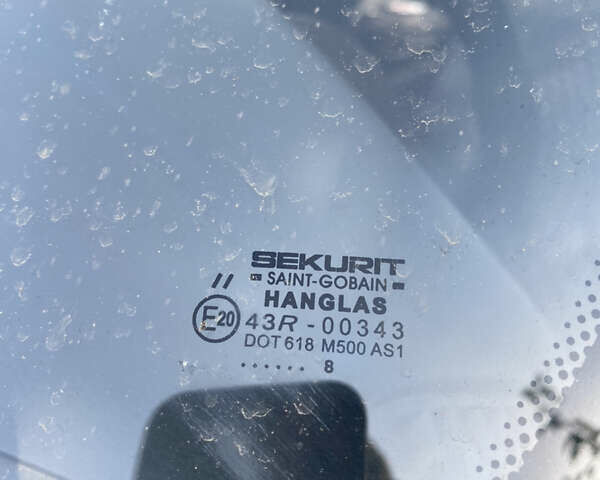 SEKURIT
SAINT-GOBAIN
HANGLAS
//
E20 43R -00343
DOT 618 M500 AS1
...... 8